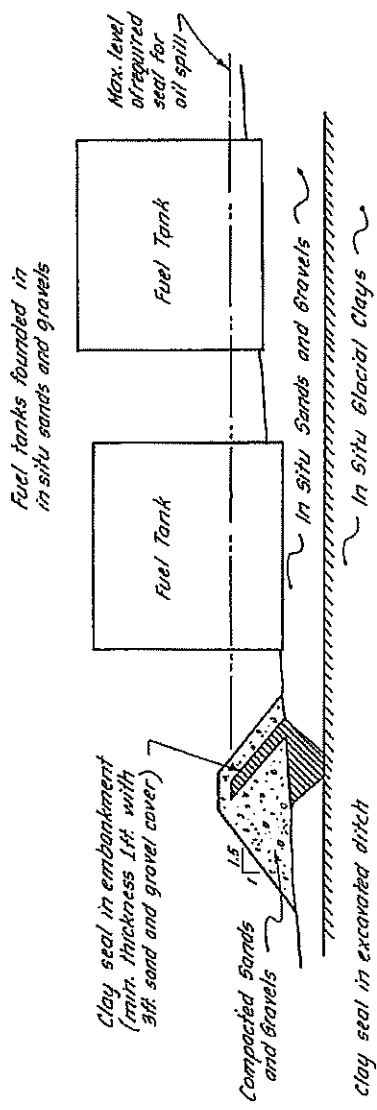 Fuel tanks founded in
in situ sands and gravels
Clay seal in embankment
(min. thickness 1ft. with
3ft. sand and gravel cover)
Max. level
of required
seal for
oil spill
Fuel Tank
Fuel Tank
1.5
1
Compacted Sands
and Gravels
In Situ Sands and Gravels
In Situ Glacial Clays
Clay seal in excavated ditch